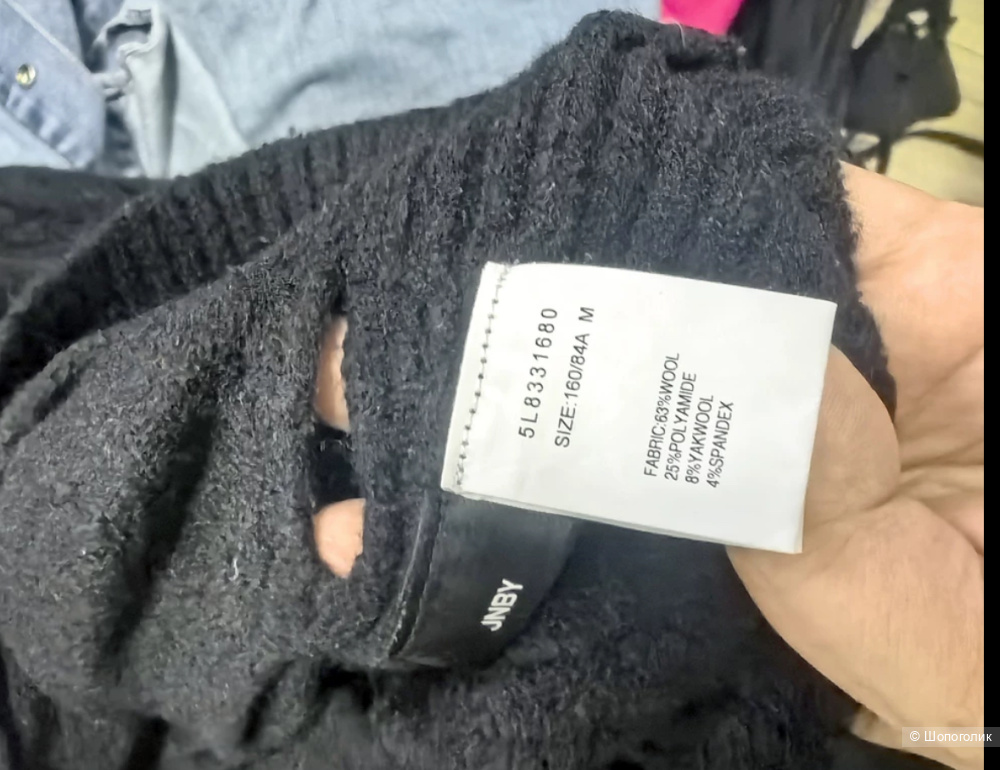 5L8331680
SIZE:160/84A M
FABRIC:63%WOOL
25%POLYAMIDE
8%YAKWOOL
4%SPANDEX
JNBY
© Шопоголик